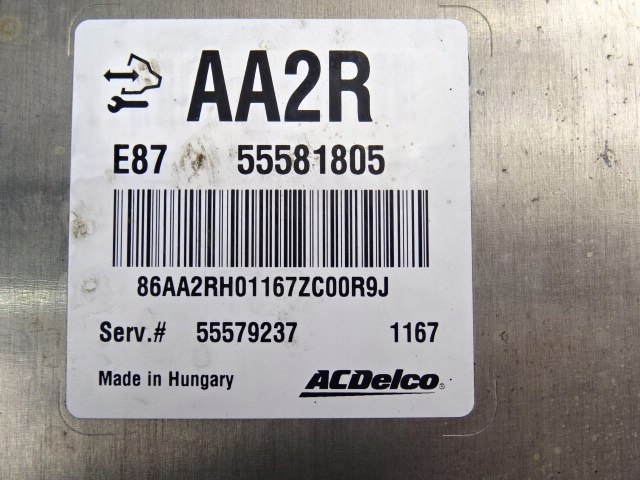 AA2R
E87 55581805
86AA2RH01167ZC00R9J
Serv.# 55579237 1167
Made in Hungary ACDelco